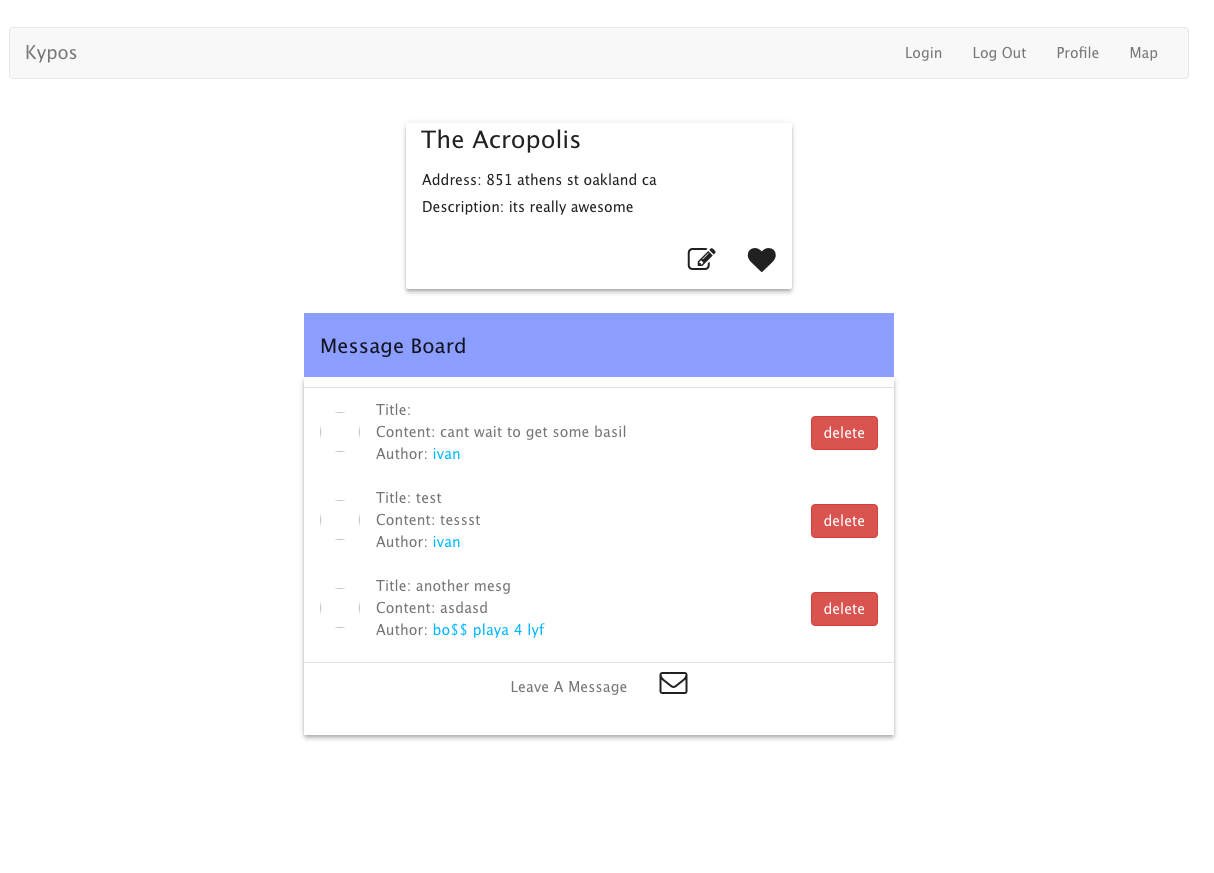 Kypos
Login Log Out Profile Map
The Acropolis
Address: 851 athens st oakland ca
Description: its really awesome
Message Board
Title:
Content: cant wait to get some basil
Author: ivan
delete
Title: test
Content: tessst
Author: ivan
delete
Title: another mesg
Content: asdasd
Author: bo$$ playa 4 lyf
delete
Leave A Message